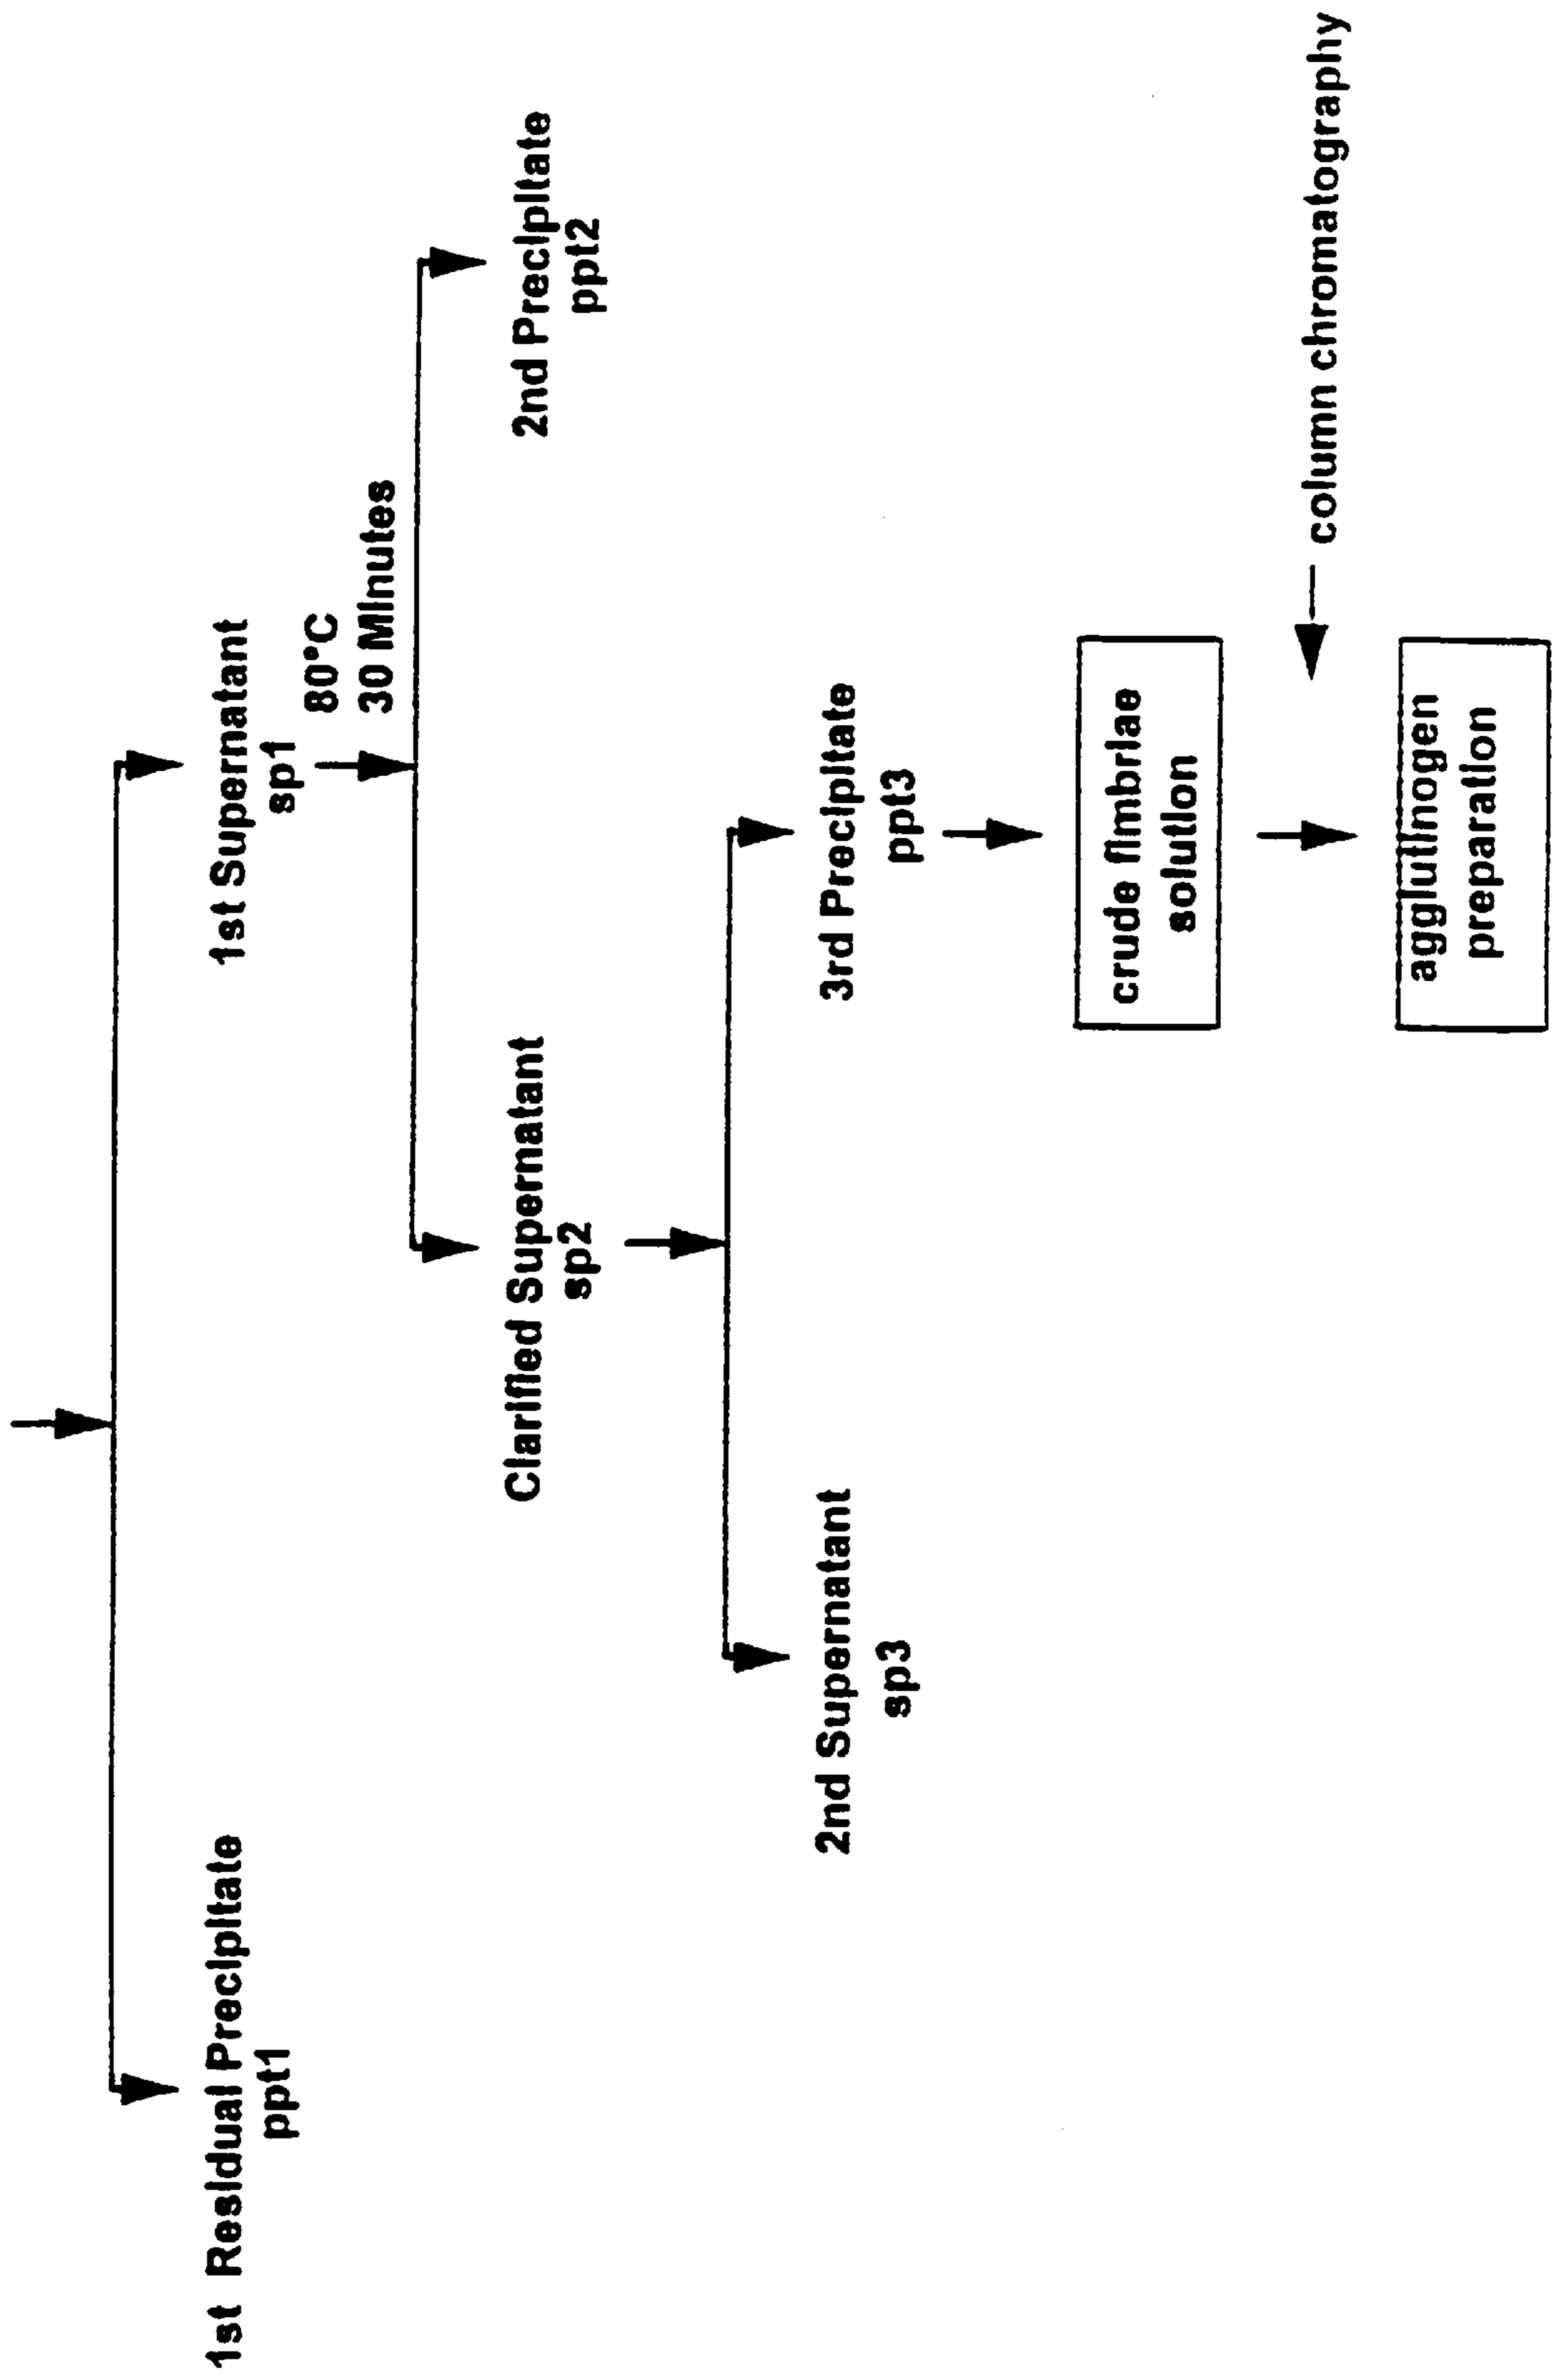 1st Residual Precipitate
ppt1
1st Supernatant
sp1
80°C
30 Minutes
Clarified Supernatant
sp2
2nd Precipitate
ppt2
2nd Supernatant
sp3
3rd Precipitate
ppt3
crude fimbriae
solution
column chromatography
agglutinogen
preparation